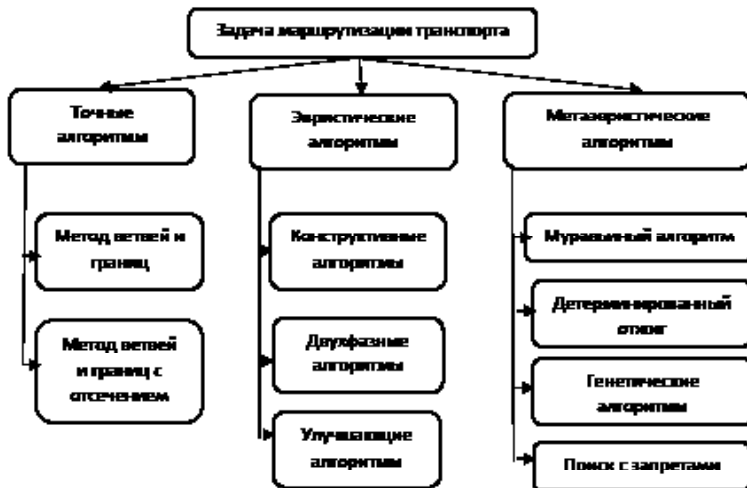 Задача маршрутизации транспорта
Точные
алгоритмы
Метод ветвей и
границ
Метод ветвей
и границ с
отсечением
Эвристические
алгоритмы
Конструктивные
алгоритмы
Двухфазные
алгоритмы
Улучшающие
алгоритмы
Метаэвристические
алгоритмы
Муравьиный алгоритм
Детерминированный
отжиг
Генетические
алгоритмы
Поиск с запретами